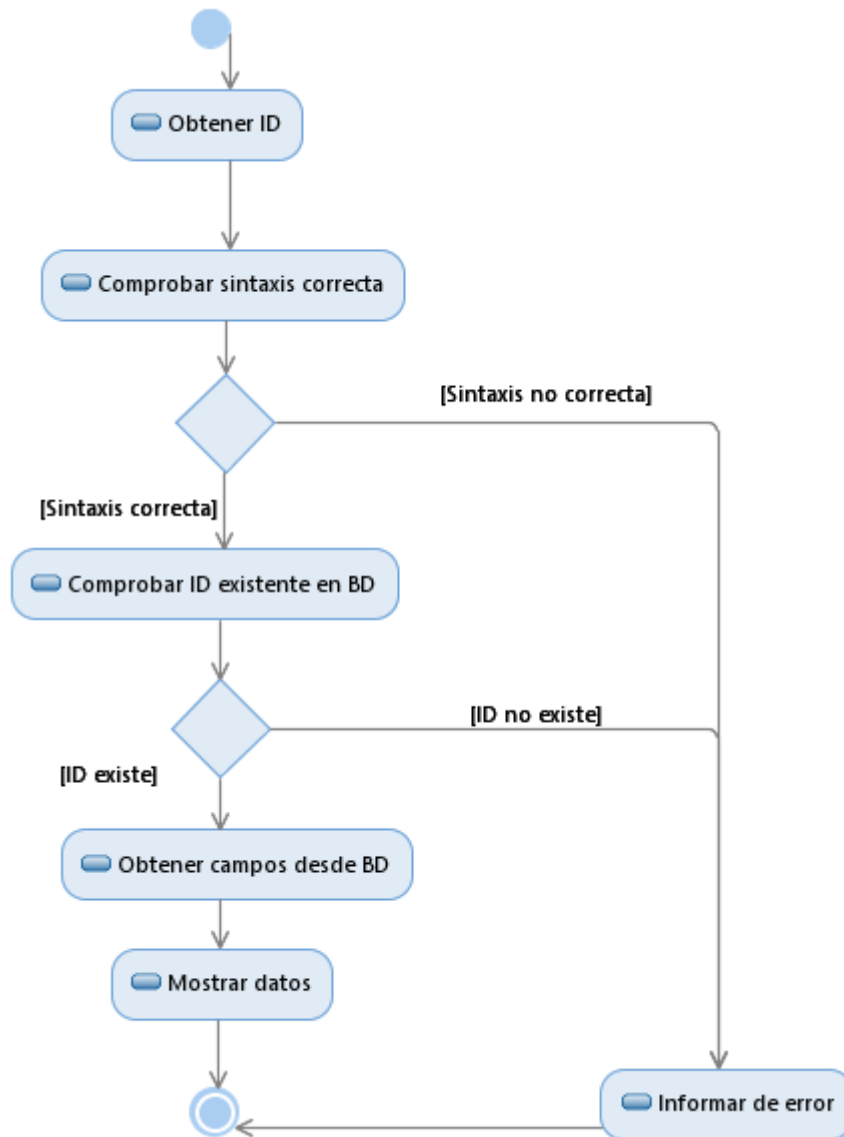 Obtener ID
Comprobar sintaxis correcta
[Sintaxis no correcta]
[Sintaxis correcta]
Comprobar ID existente en BD
[ID no existe]
[ID existe]
Obtener campos desde BD
Mostrar datos
Informar de error